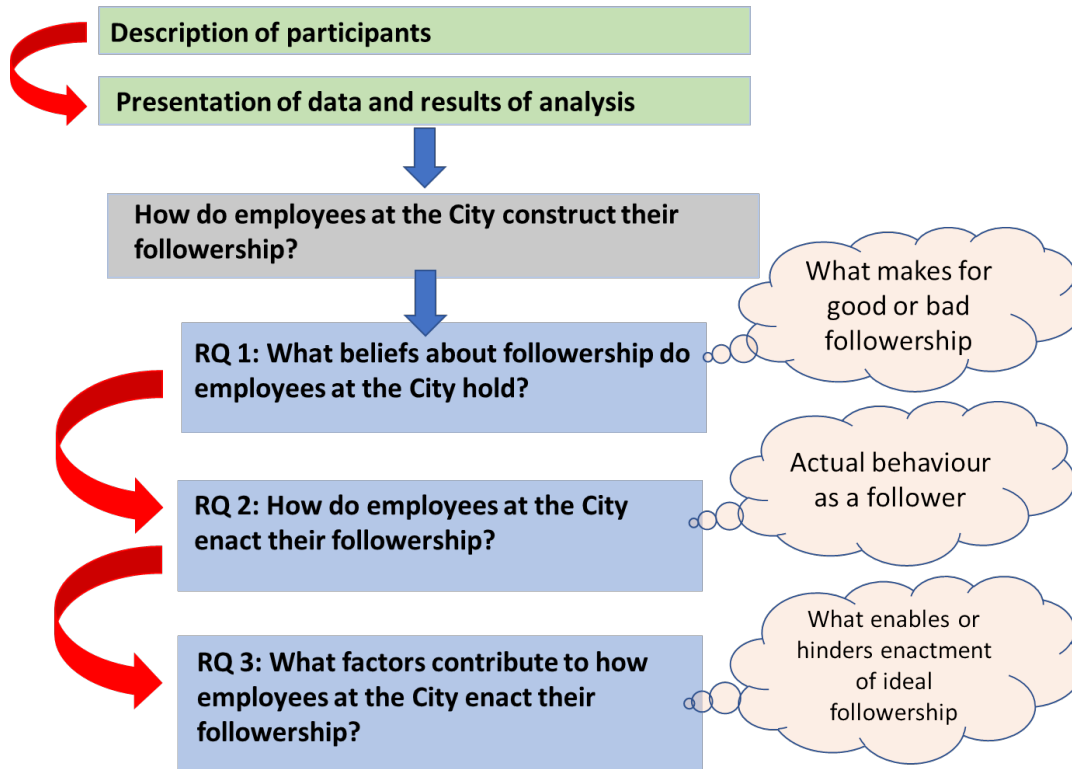 Description of participants
Presentation of data and results of analysis
How do employees at the City construct their
followership?
What makes for
good or bad
followership
RQ 1: What beliefs about followership do
employees at the City hold?
Actual behaviour
as a follower
RQ 2: How do employees at the City
enact their followership?
What enables or
hinders enactment
of ideal
followership
RQ 3: What factors contribute to how
employees at the City enact their
followership?